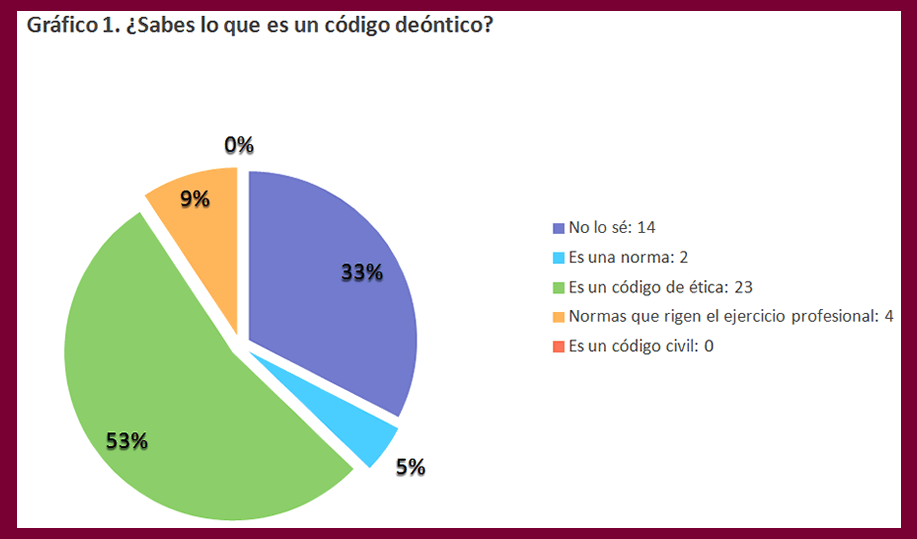 Gráfico 1. ¿Sabes lo que es un código deóntico?
0%
9%
33%
53%
5%
No lo sé: 14
Es una norma: 2
Es un código de ética: 23
Normas que rigen el ejercicio profesional: 4
Es un código civil: 0